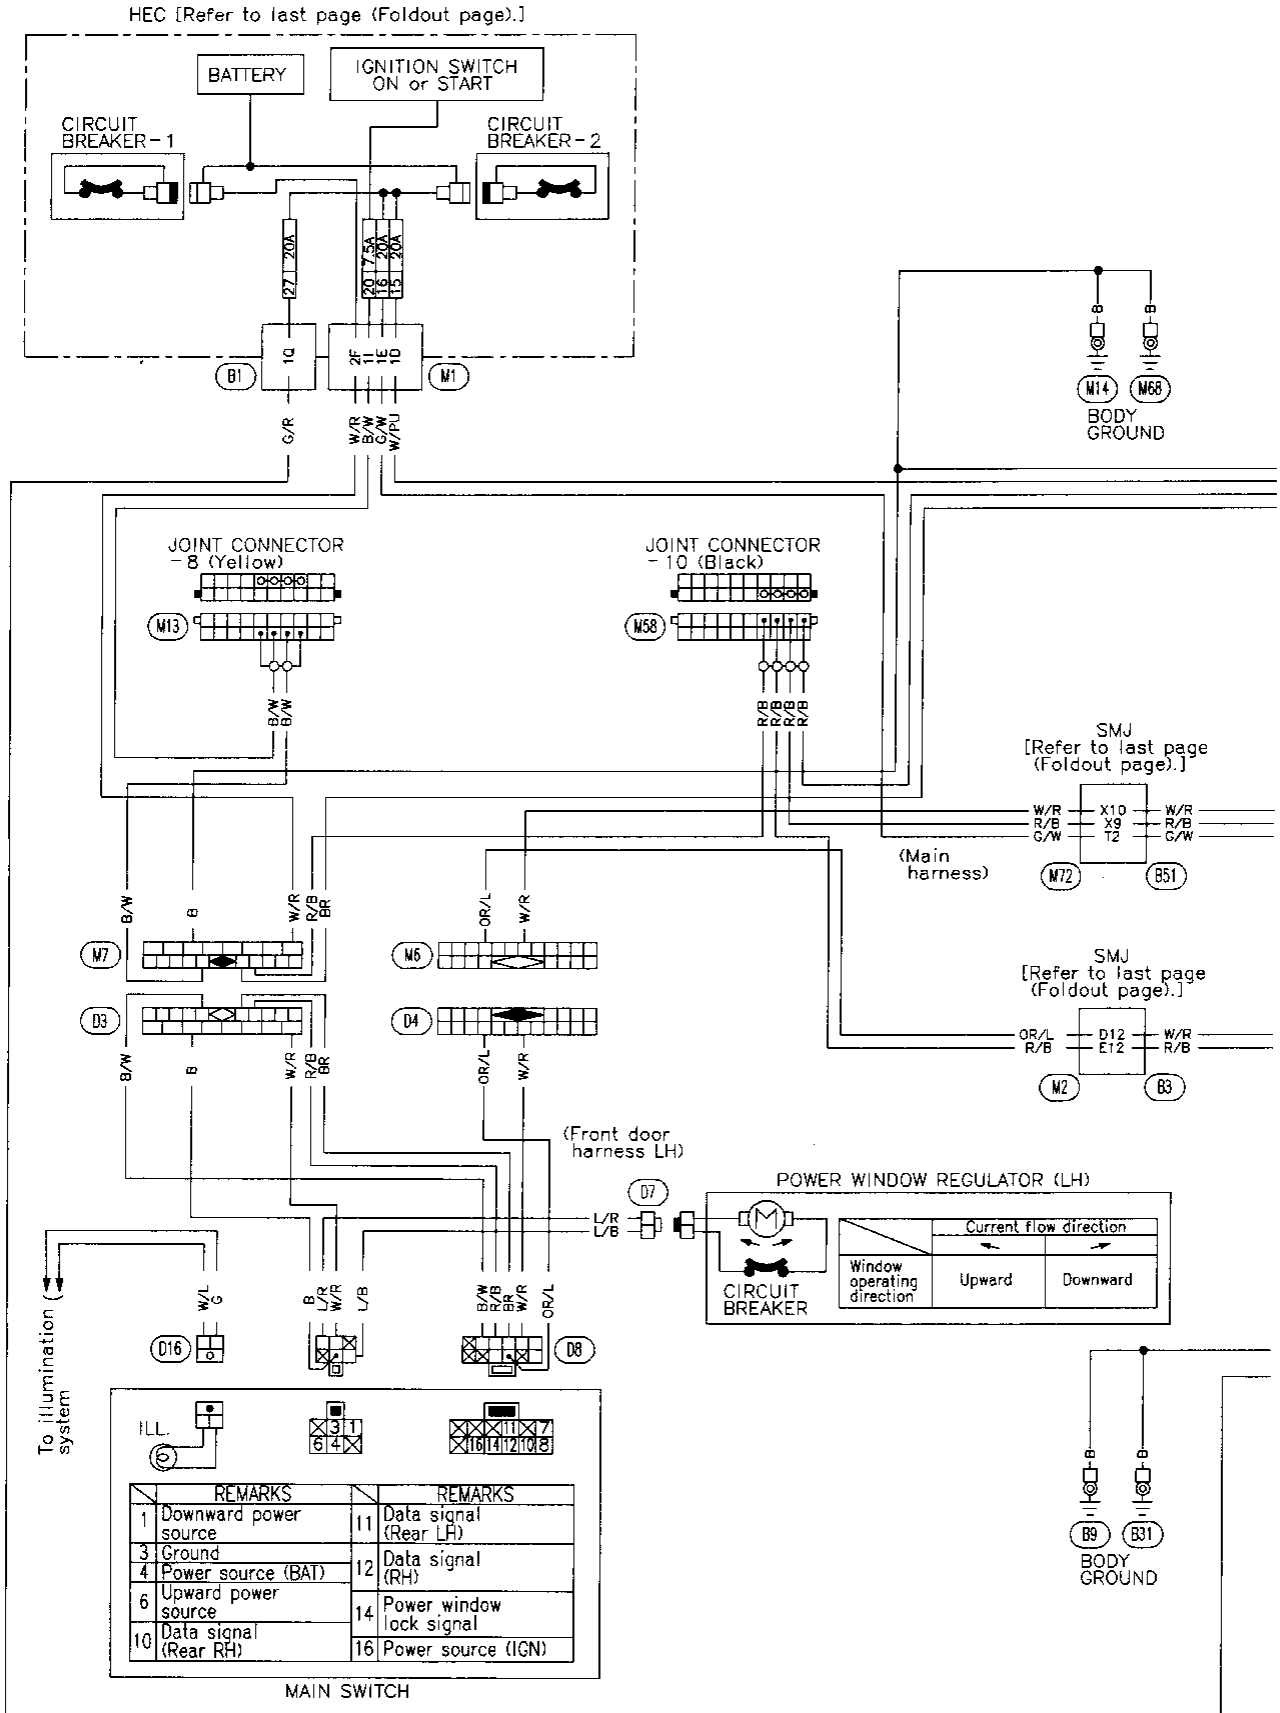 HEC [Refer to last page (Foldout page).]
BATTERY
IGNITION SWITCH
ON or START
CIRCUIT
BREAKER-1
CIRCUIT
BREAKER-2
27 20A
20 7.5A
16 20A
15 20A
1Q
2F
1I
1E
1D
B1
M1
G/R
W/R
B/W
G/W
W/PU
B
B
M14
M68
BODY
GROUND
JOINT CONNECTOR
-8 (Yellow)
M13
B/W
B/W
JOINT CONNECTOR
-10 (Black)
M58
R/B
R/B
R/B
R/B
SMJ
[Refer to last page
(Foldout page).]
W/R X10 W/R
R/B X9 R/B
G/W T2 G/W
M72
B51
(Main
harness)
B/W
B
W/R
R/B
BR
OR/L
W/R
M7
M6
D3
D4
SMJ
[Refer to last page
(Foldout page).]
OR/L D12 W/R
R/B E12 R/B
M2
B3
B/W
B
W/R
R/B
BR
OR/L
W/R
(Front door
harness LH)
D7
L/R
L/B
POWER WINDOW REGULATOR (LH)
M
CIRCUIT
BREAKER
Current flow direction
Window
operating
direction
Upward
Downward
To illumination
system
W/L
G
B
L/R
W/R
L/B
B/W
R/B
BR
W/R
OR/L
D16
D8
ILL.
3 1
6 4
11 7
16 14 12 10 8
REMARKS
1 Downward power
source
3 Ground
4 Power source (BAT)
6 Upward power
source
10 Data signal
(Rear RH)
REMARKS
11 Data signal
(Rear LH)
12 Data signal
(RH)
14 Power window
lock signal
16 Power source (IGN)
MAIN SWITCH
B
B
B9
B31
BODY
GROUND